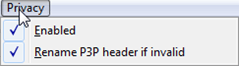 Privacy
Enabled
Rename P3P header if invalid